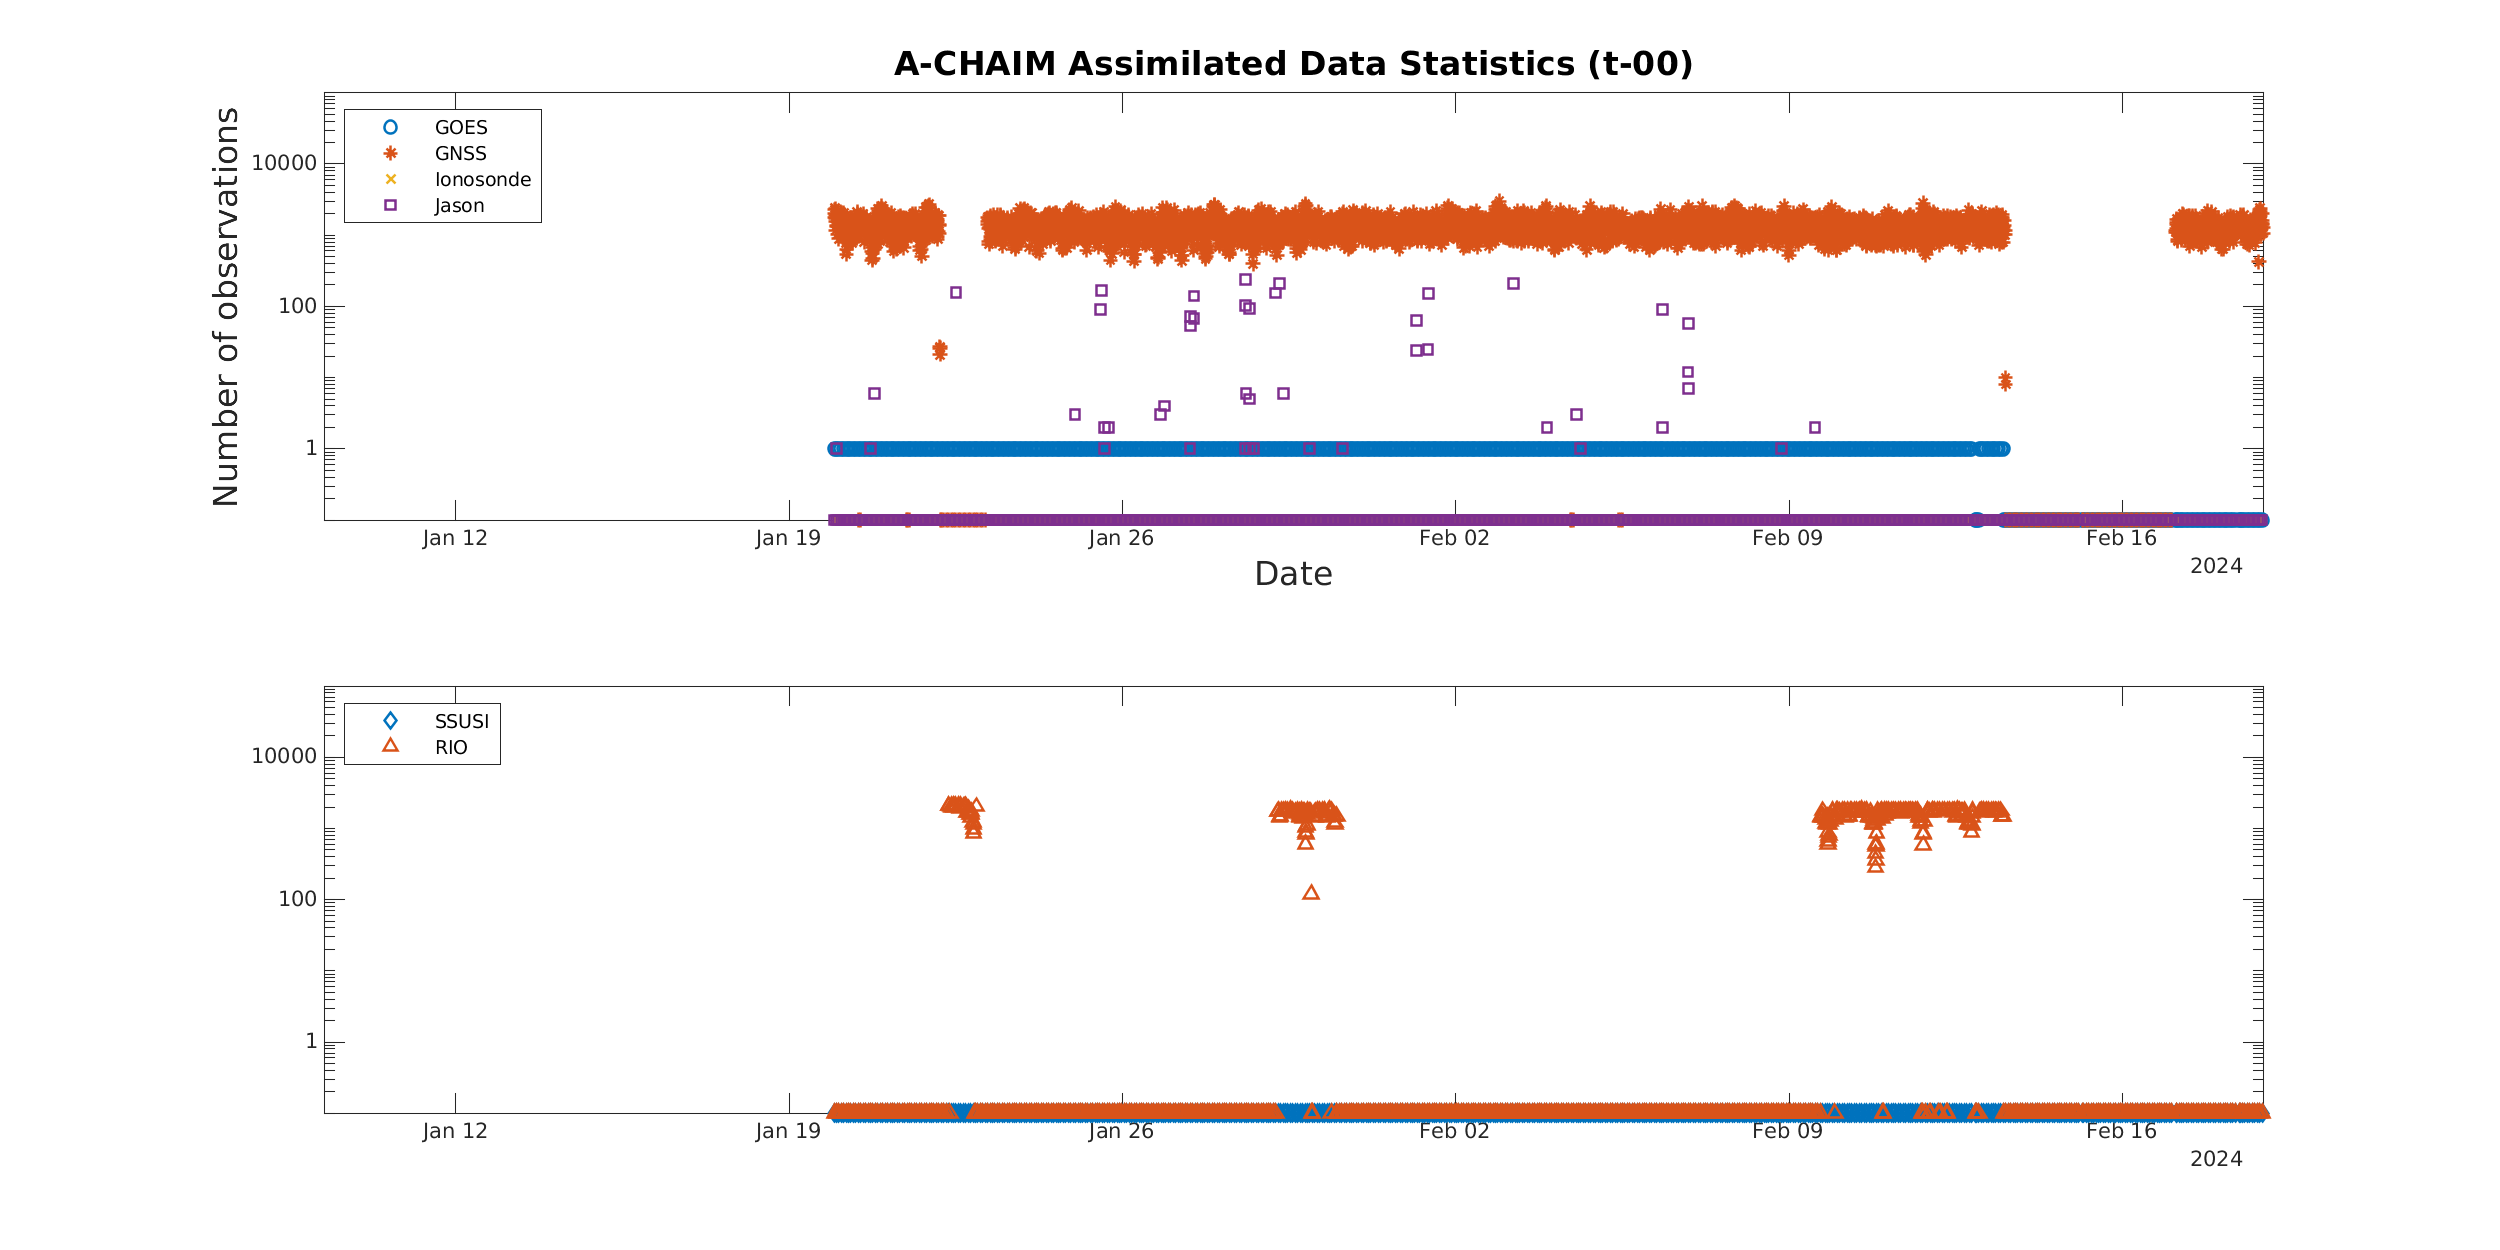 A-CHAIM Assimilated Data Statistics (t-00)
Number of observations
10000
100
1
GOES
GNSS
Ionosonde
Jason
Jan 12
Jan 19
Jan 26
Feb 02
Feb 09
Feb 16
2024
Date
10000
100
1
SSUSI
RIO
Jan 12
Jan 19
Jan 26
Feb 02
Feb 09
Feb 16
2024